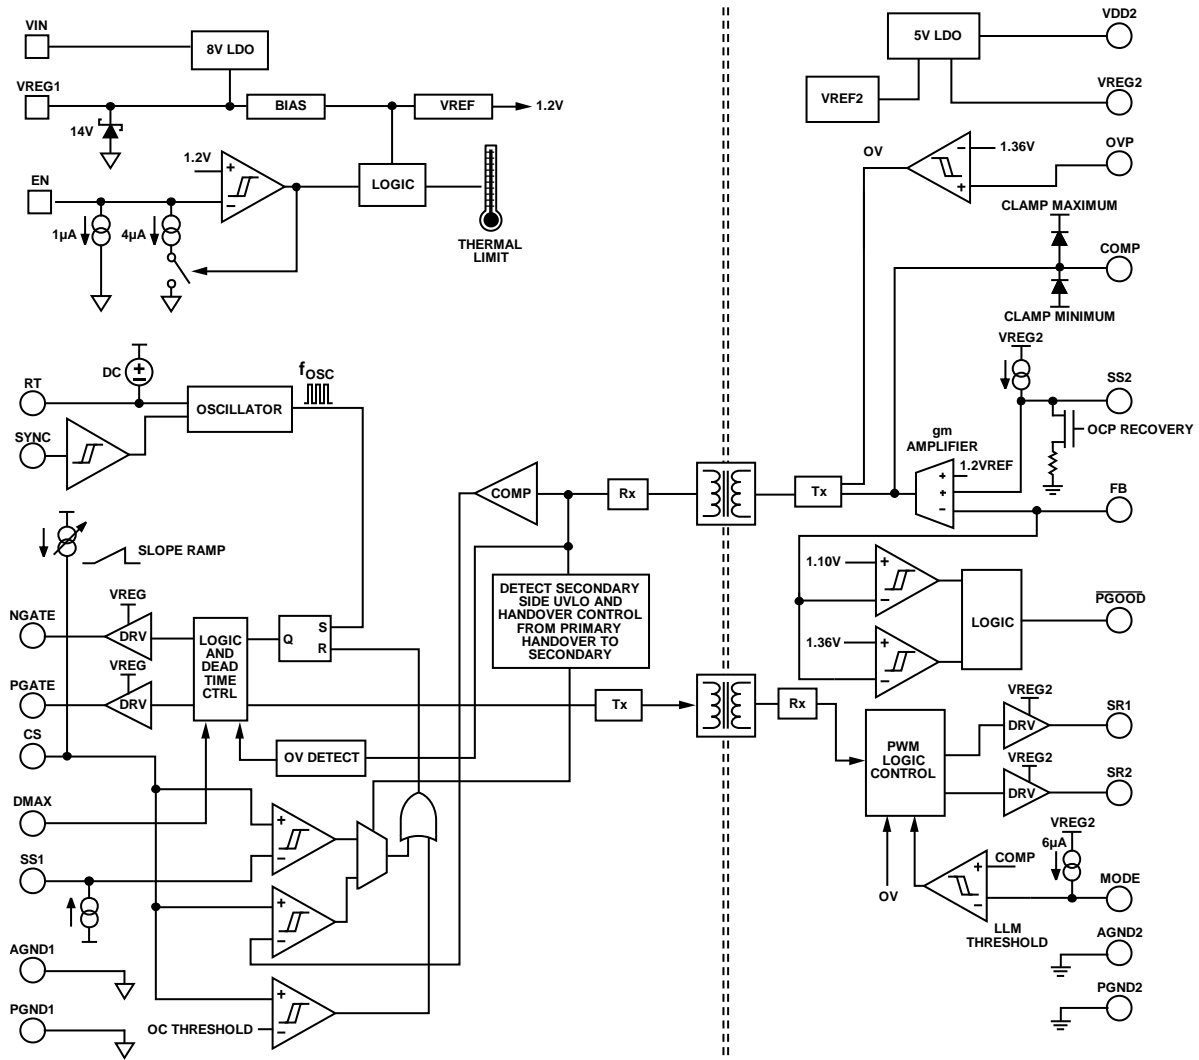 VIN
8V LDO
VREG1
BIAS
VREF
1.2V
14V
1.2V
+
–
EN
LOGIC
1µA
4µA
THERMAL
LIMIT
DC
RT
OSCILLATOR
fOSC
SYNC
SLOPE RAMP
COMP
Rx
NGATE
VREG
DRV
PGATE
VREG
DRV
LOGIC
AND
DEAD
TIME
CTRL
Q
S
R
DETECT SECONDARY
SIDE UVLO AND
HANDOVER CONTROL
FROM PRIMARY
HANDOVER TO
SECONDARY
Tx
CS
OV DETECT
DMAX
+
–
SS1
+
–
AGND1
PGND1
+
–
OC THRESHOLD
5V LDO
VDD2
VREF2
VREG2
OV
–
1.36V
+
OVP
CLAMP MAXIMUM
COMP
CLAMP MINIMUM
VREG2
SS2
OCP RECOVERY
gm
AMPLIFIER
+
1.2VREF
+
–
Tx
FB
1.10V
+
–
1.36V
+
–
LOGIC
PGOOD
Rx
PWM
LOGIC
CONTROL
VREG2
DRV
SR1
VREG2
DRV
SR2
OV
+
COMP
–
VREG2
6µA
MODE
LLM
THRESHOLD
AGND2
PGND2